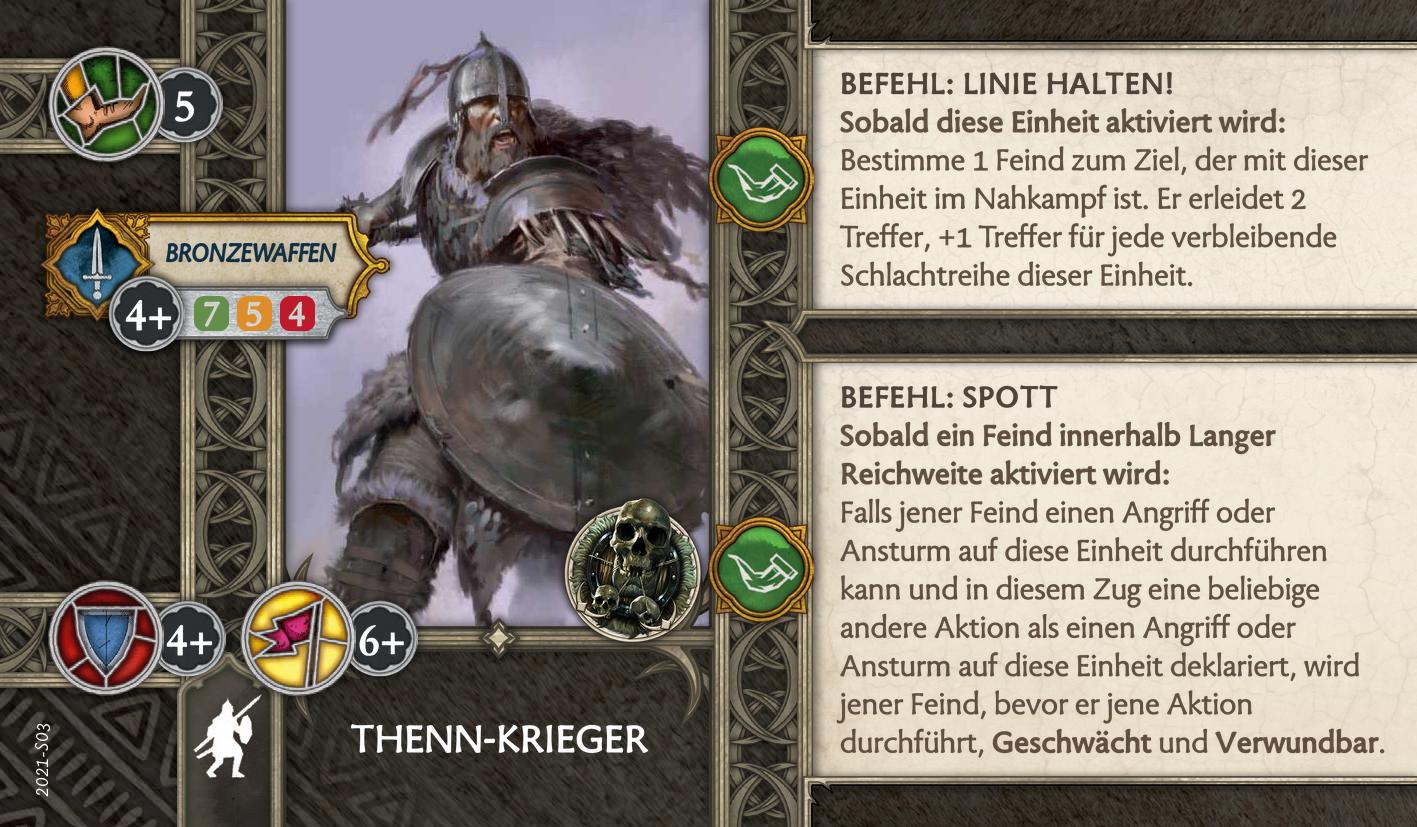 5
BRONZEWAFFEN
4+ 7 5 4
4+ 6+
THENN-KRIEGER
2021-S03
BEFEHL: LINIE HALTEN!
Sobald diese Einheit aktiviert wird:
Bestimme 1 Feind zum Ziel, der mit dieser
Einheit im Nahkampf ist. Er erleidet 2
Treffer, +1 Treffer für jede verbleibende
Schlachtreihe dieser Einheit.
BEFEHL: SPOTT
Sobald ein Feind innerhalb Langer
Reichweite aktiviert wird:
Falls jener Feind einen Angriff oder
Ansturm auf diese Einheit durchführen
kann und in diesem Zug eine beliebige
andere Aktion als einen Angriff oder
Ansturm auf diese Einheit deklariert, wird
jener Feind, bevor er jene Aktion
durchführt, Geschwächt und Verwundbar.